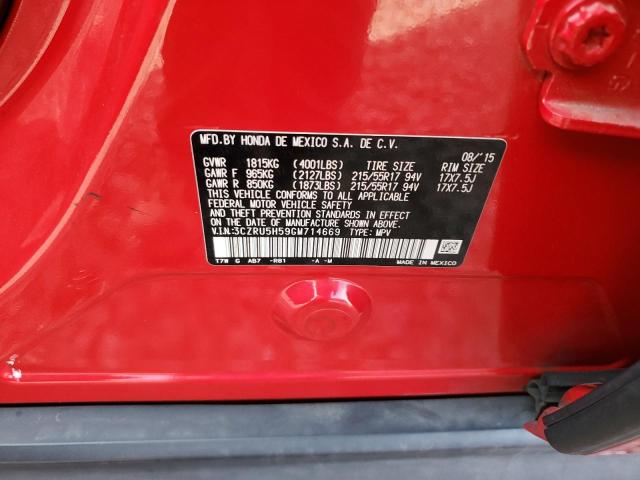 MFD.BY HONDA DE MEXICO S.A. DE C.V.
08/'15
GVWR 1815KG (4001LBS) TIRE SIZE RIM SIZE
GAWR F 965KG (2127LBS) 215/55R17 94V 17X7.5J
GAWR R 850KG (1873LBS) 215/55R17 94V 17X7.5J
THIS VEHICLE CONFORMS TO ALL APPLICABLE
FEDERAL MOTOR VEHICLE SAFETY AND
THEFT PREVENTION STANDARDS IN EFFECT
ON THE DATE OF MANUFACTURE SHOWN ABOVE.
V.I.N:3CZRU5H59GM714669 TYPE: MPV
T7W G AB7 -R81 -A -M MADE IN MEXICO